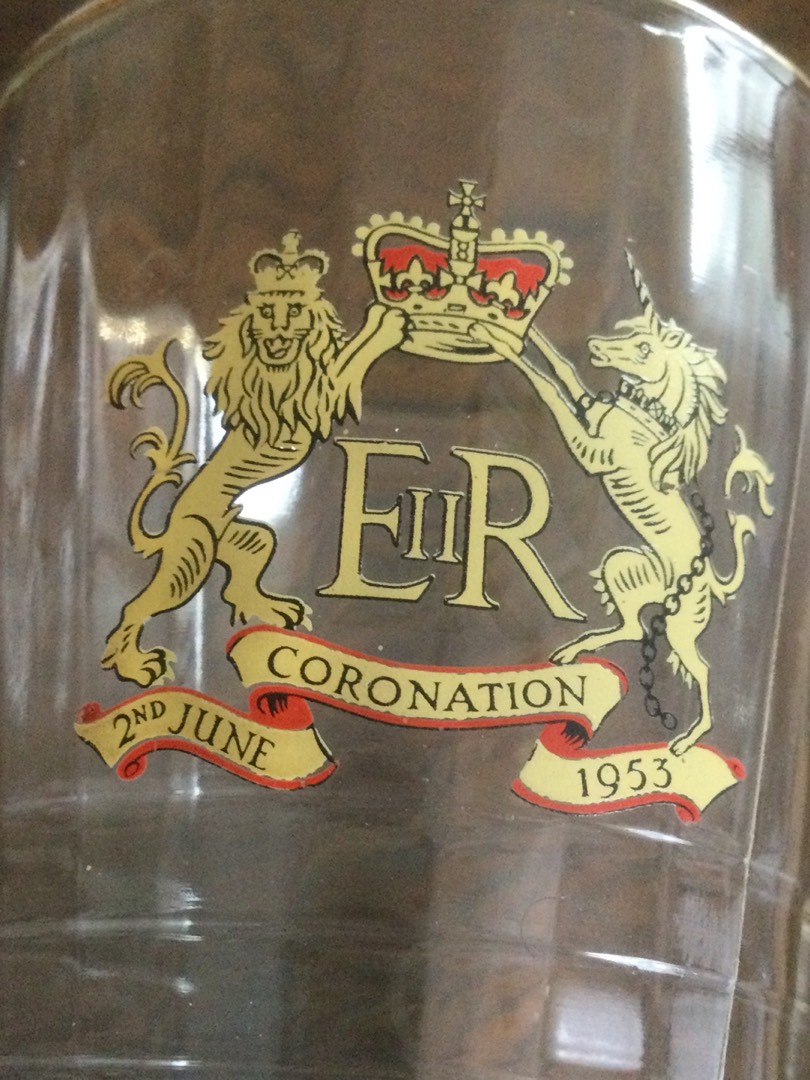 EIIR
CORONATION
2ND JUNE
1953